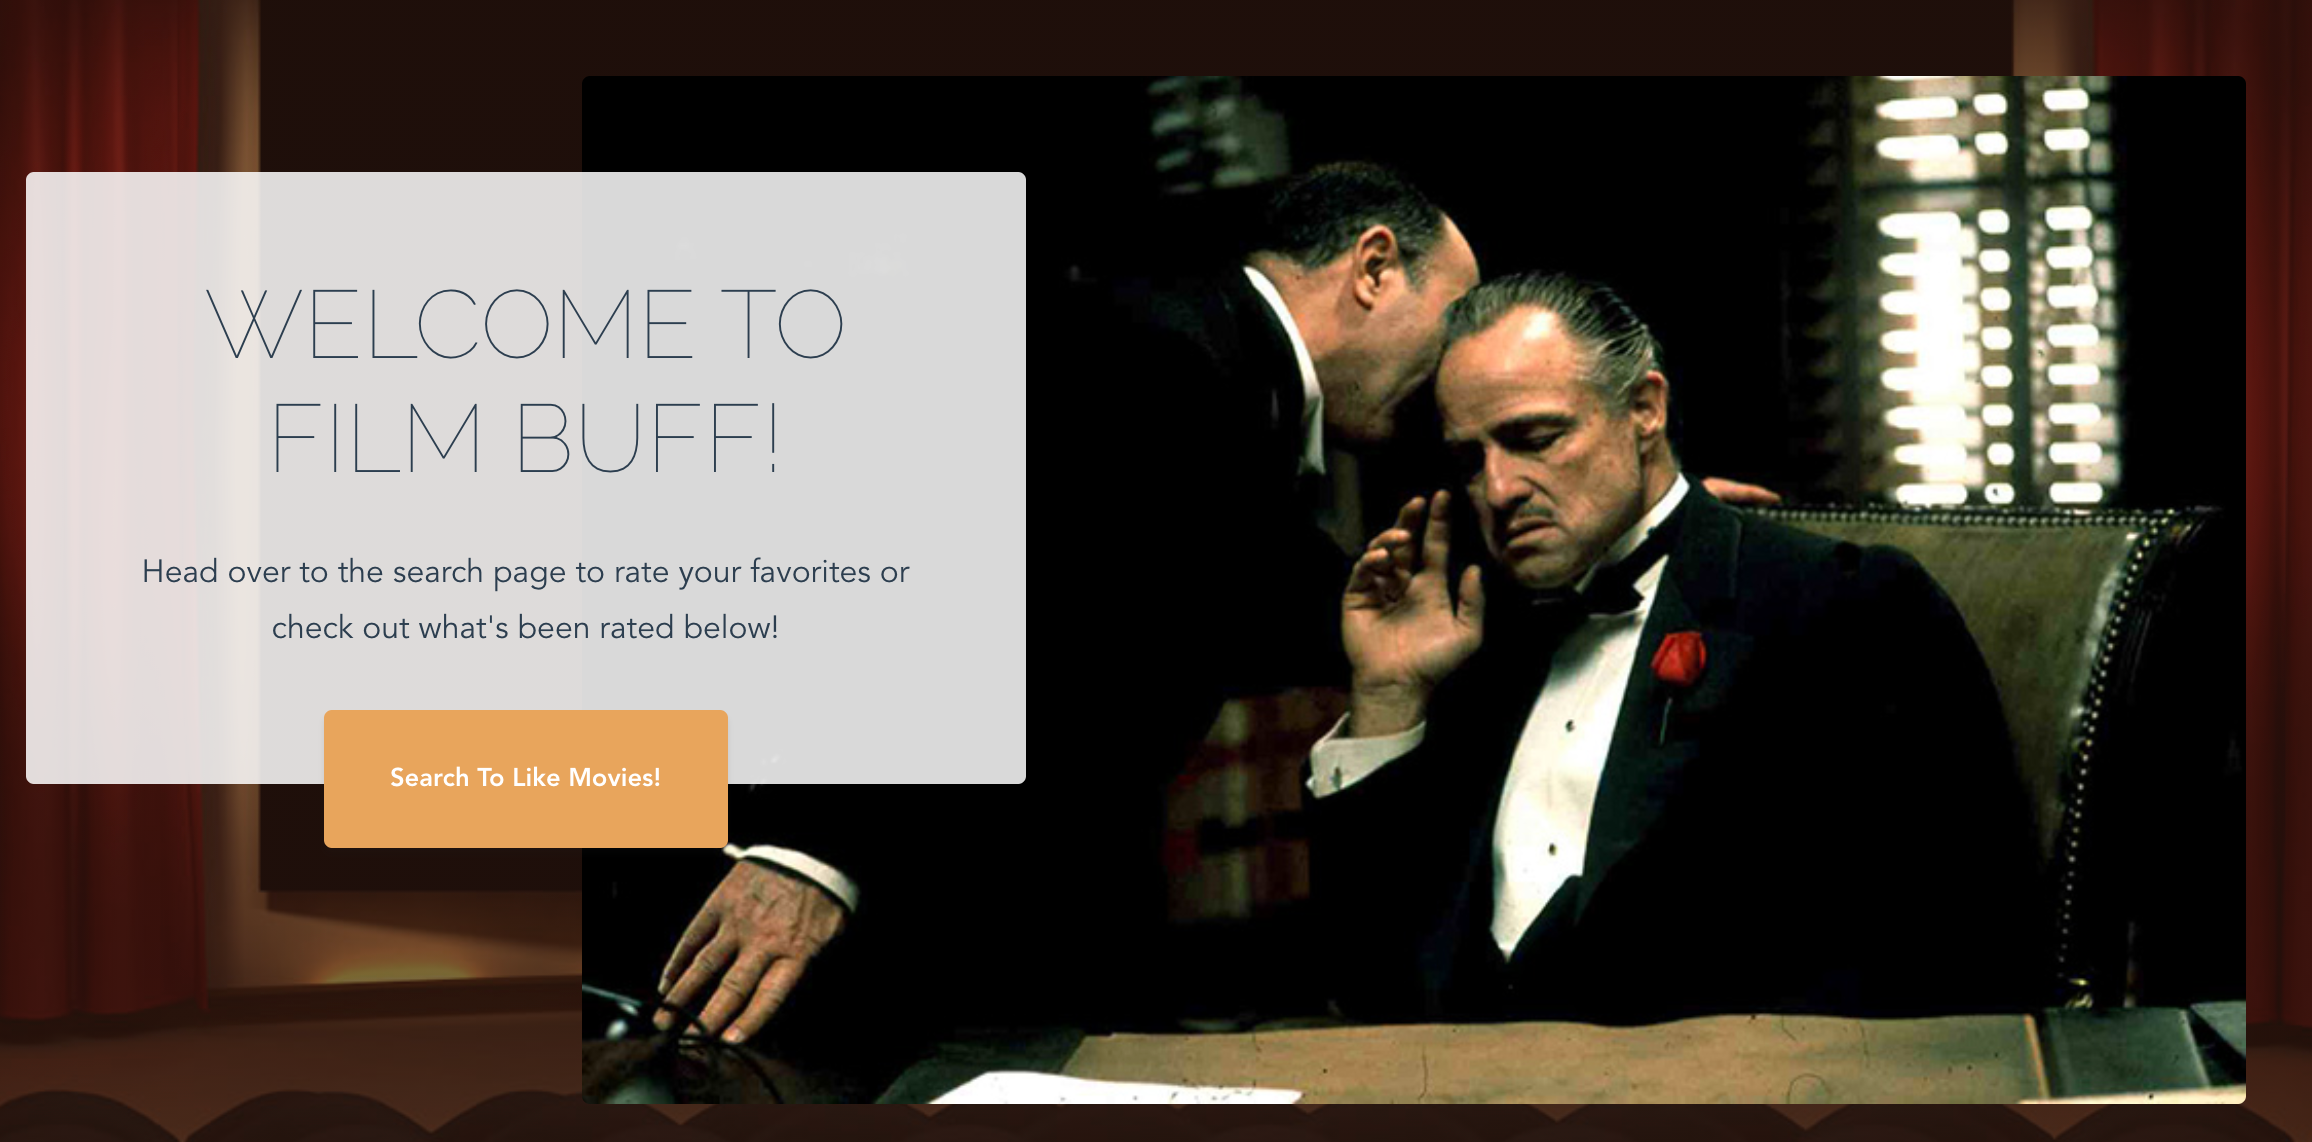 WELCOME TO
FILM BUFF!
Head over to the search page to rate your favorites or
check out what's been rated below!
Search To Like Movies!